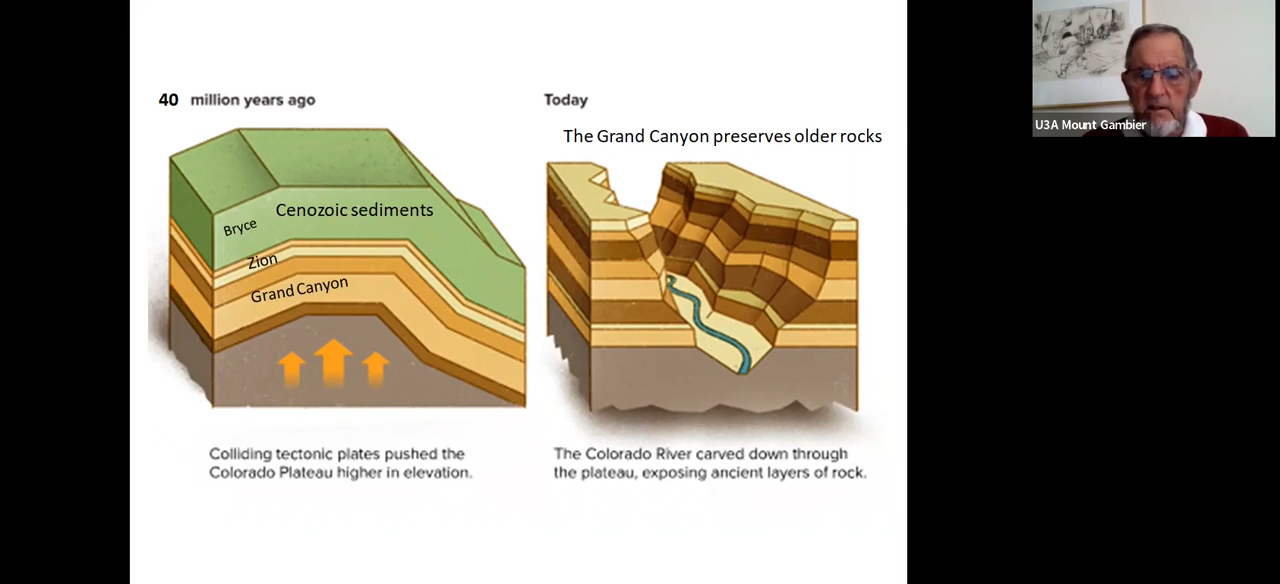 40 million years ago
Today
The Grand Canyon preserves older rocks
Cenozoic sediments
Bryce
Zion
Grand Canyon
Colliding tectonic plates pushed the
Colorado Plateau higher in elevation.
The Colorado River carved down through
the plateau, exposing ancient layers of rock.
U3A Mount Gambier